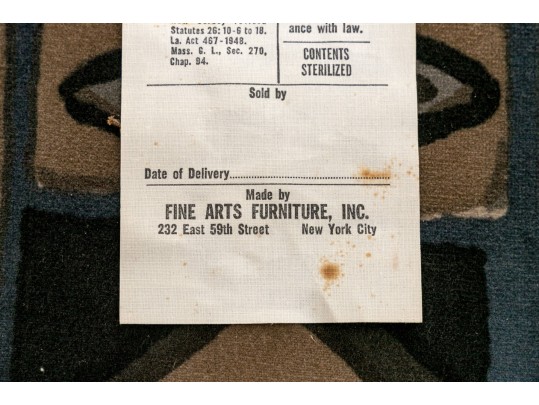 Statutes 26:10-6 to 18.
La. Act 467-1948.
Mass. G. L., Sec. 270,
Chap. 94.
ance with law.
CONTENTS
STERILIZED
Sold by
Date of Delivery
Made by
FINE ARTS FURNITURE, INC.
232 East 59th Street New York City